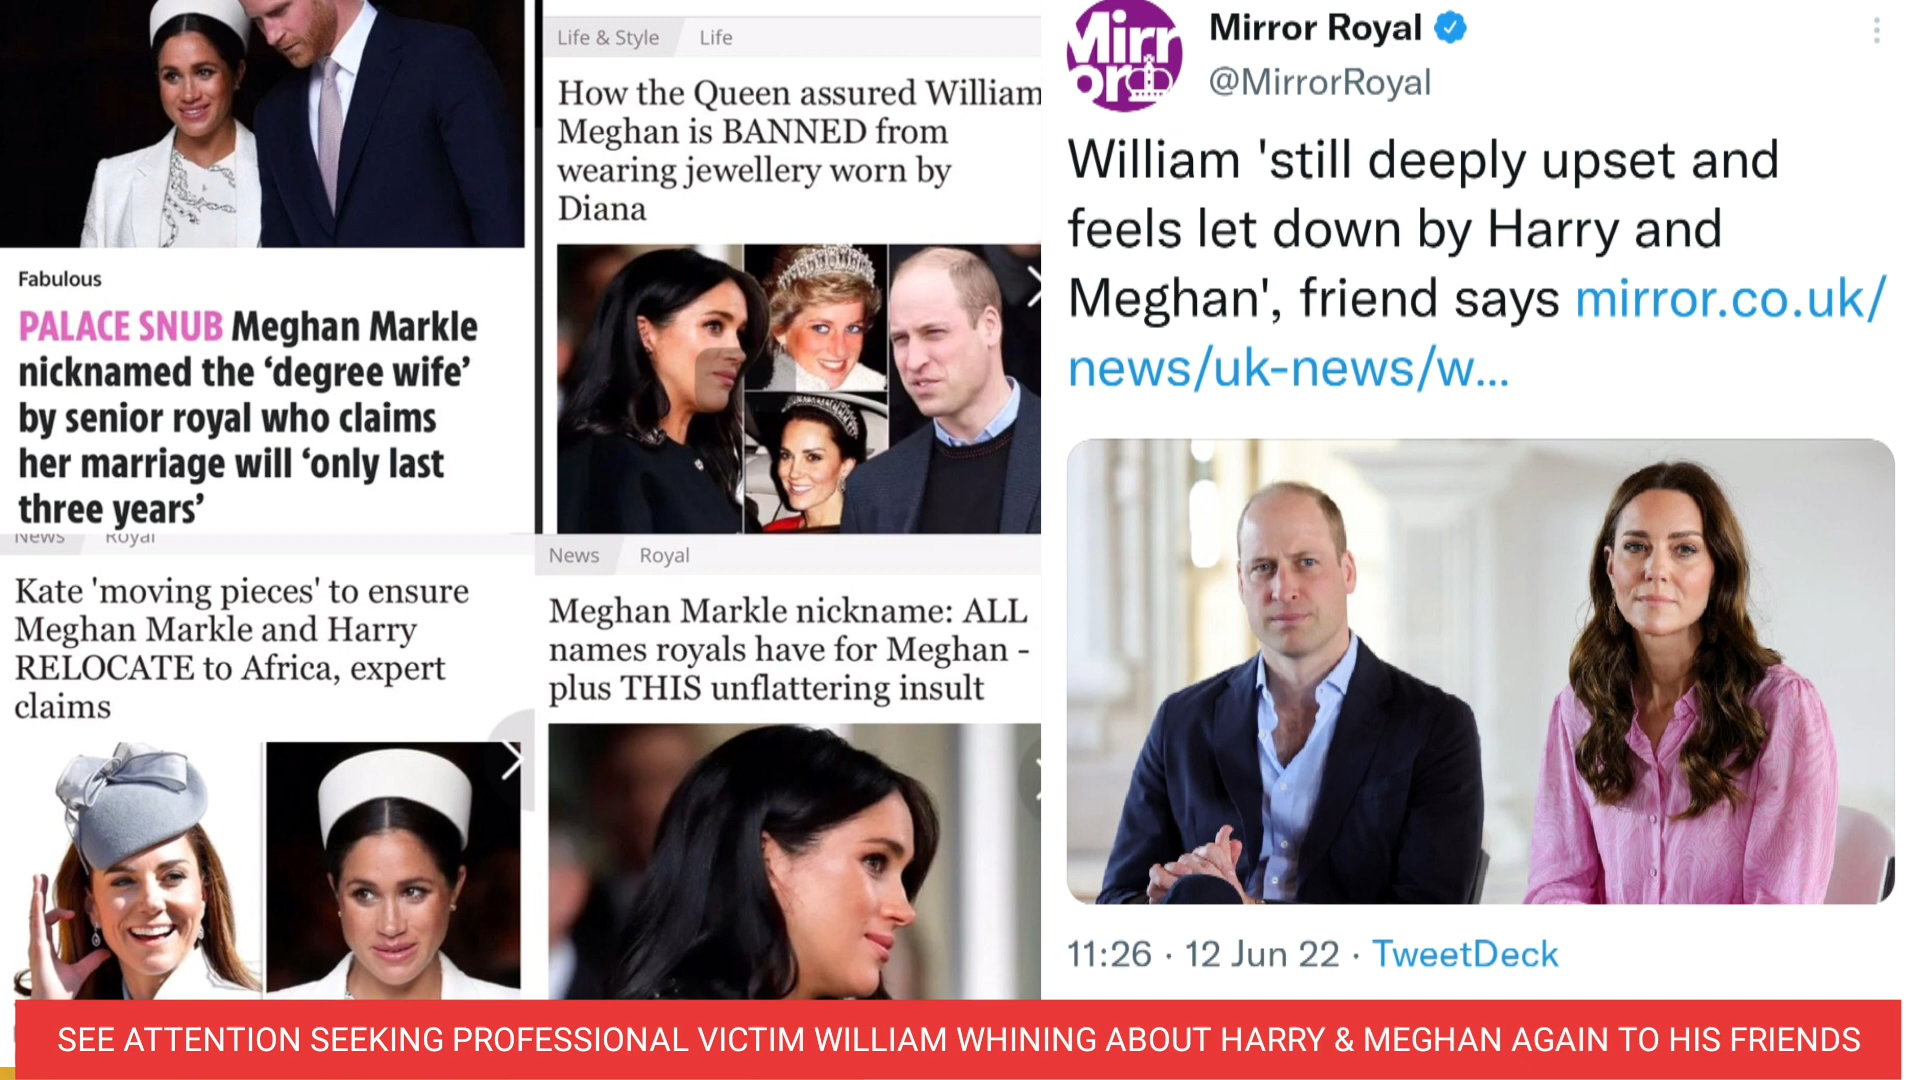 Fabulous
PALACE SNUB Meghan Markle
nicknamed the ‘degree wife’
by senior royal who claims
her marriage will ‘only last
three years’
Life & Style Life
How the Queen assured William
Meghan is BANNED from
wearing jewellery worn by
Diana
News Royal
Kate 'moving pieces' to ensure
Meghan Markle and Harry
RELOCATE to Africa, expert
claims
News Royal
Meghan Markle nickname: ALL
names royals have for Meghan -
plus THIS unflattering insult
Mirr
or
Mirror Royal
@MirrorRoyal
William 'still deeply upset and
feels let down by Harry and
Meghan', friend says mirror.co.uk/
news/uk-news/w...
11:26 · 12 Jun 22 · TweetDeck
SEE ATTENTION SEEKING PROFESSIONAL VICTIM WILLIAM WHINING ABOUT HARRY & MEGHAN AGAIN TO HIS FRIENDS